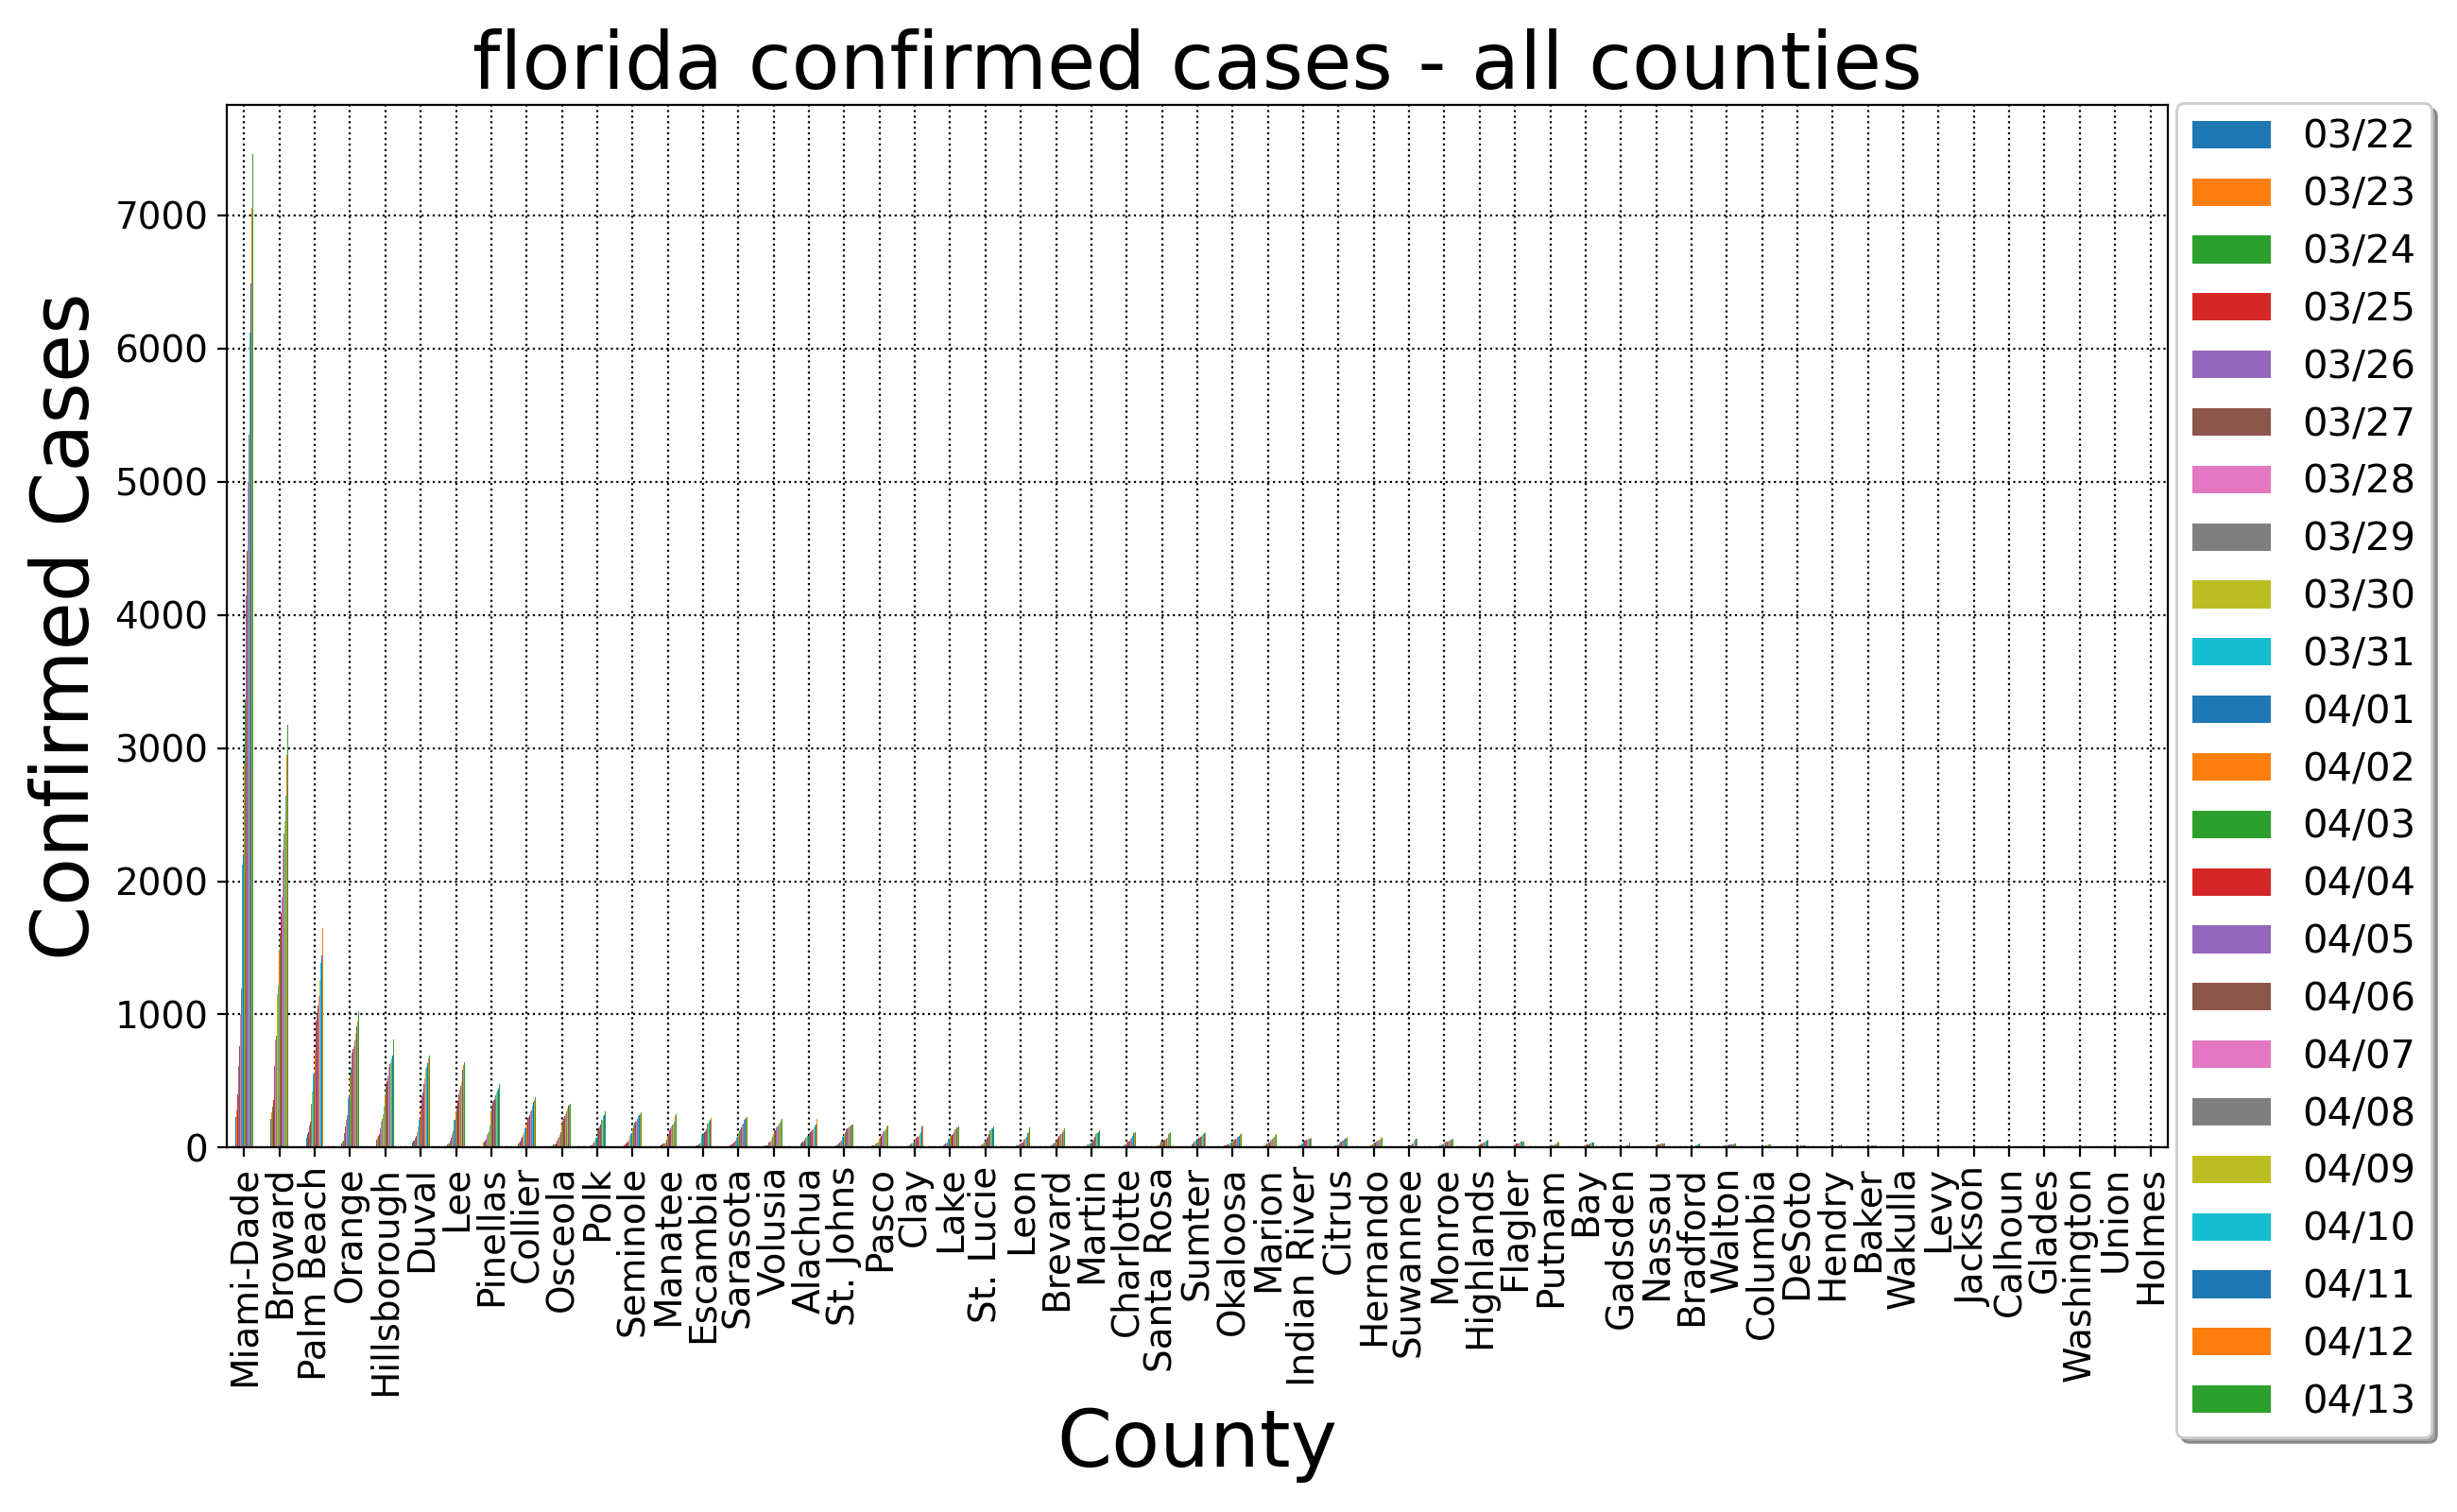 florida confirmed cases - all counties
Confirmed Cases
7000
6000
5000
4000
3000
2000
1000
0
Miami-Dade
Broward
Palm Beach
Orange
Hillsborough
Duval
Lee
Pinellas
Collier
Osceola
Polk
Seminole
Manatee
Escambia
Sarasota
Volusia
Alachua
St. Johns
Pasco
Clay
Lake
St. Lucie
Leon
Brevard
Martin
Charlotte
Santa Rosa
Sumter
Okaloosa
Marion
Indian River
Citrus
Hernando
Suwannee
Monroe
Highlands
Flagler
Putnam
Bay
Gadsden
Nassau
Bradford
Walton
Columbia
DeSoto
Hendry
Baker
Wakulla
Levy
Jackson
Calhoun
Glades
Washington
Union
Holmes
County
03/22
03/23
03/24
03/25
03/26
03/27
03/28
03/29
03/30
03/31
04/01
04/02
04/03
04/04
04/05
04/06
04/07
04/08
04/09
04/10
04/11
04/12
04/13